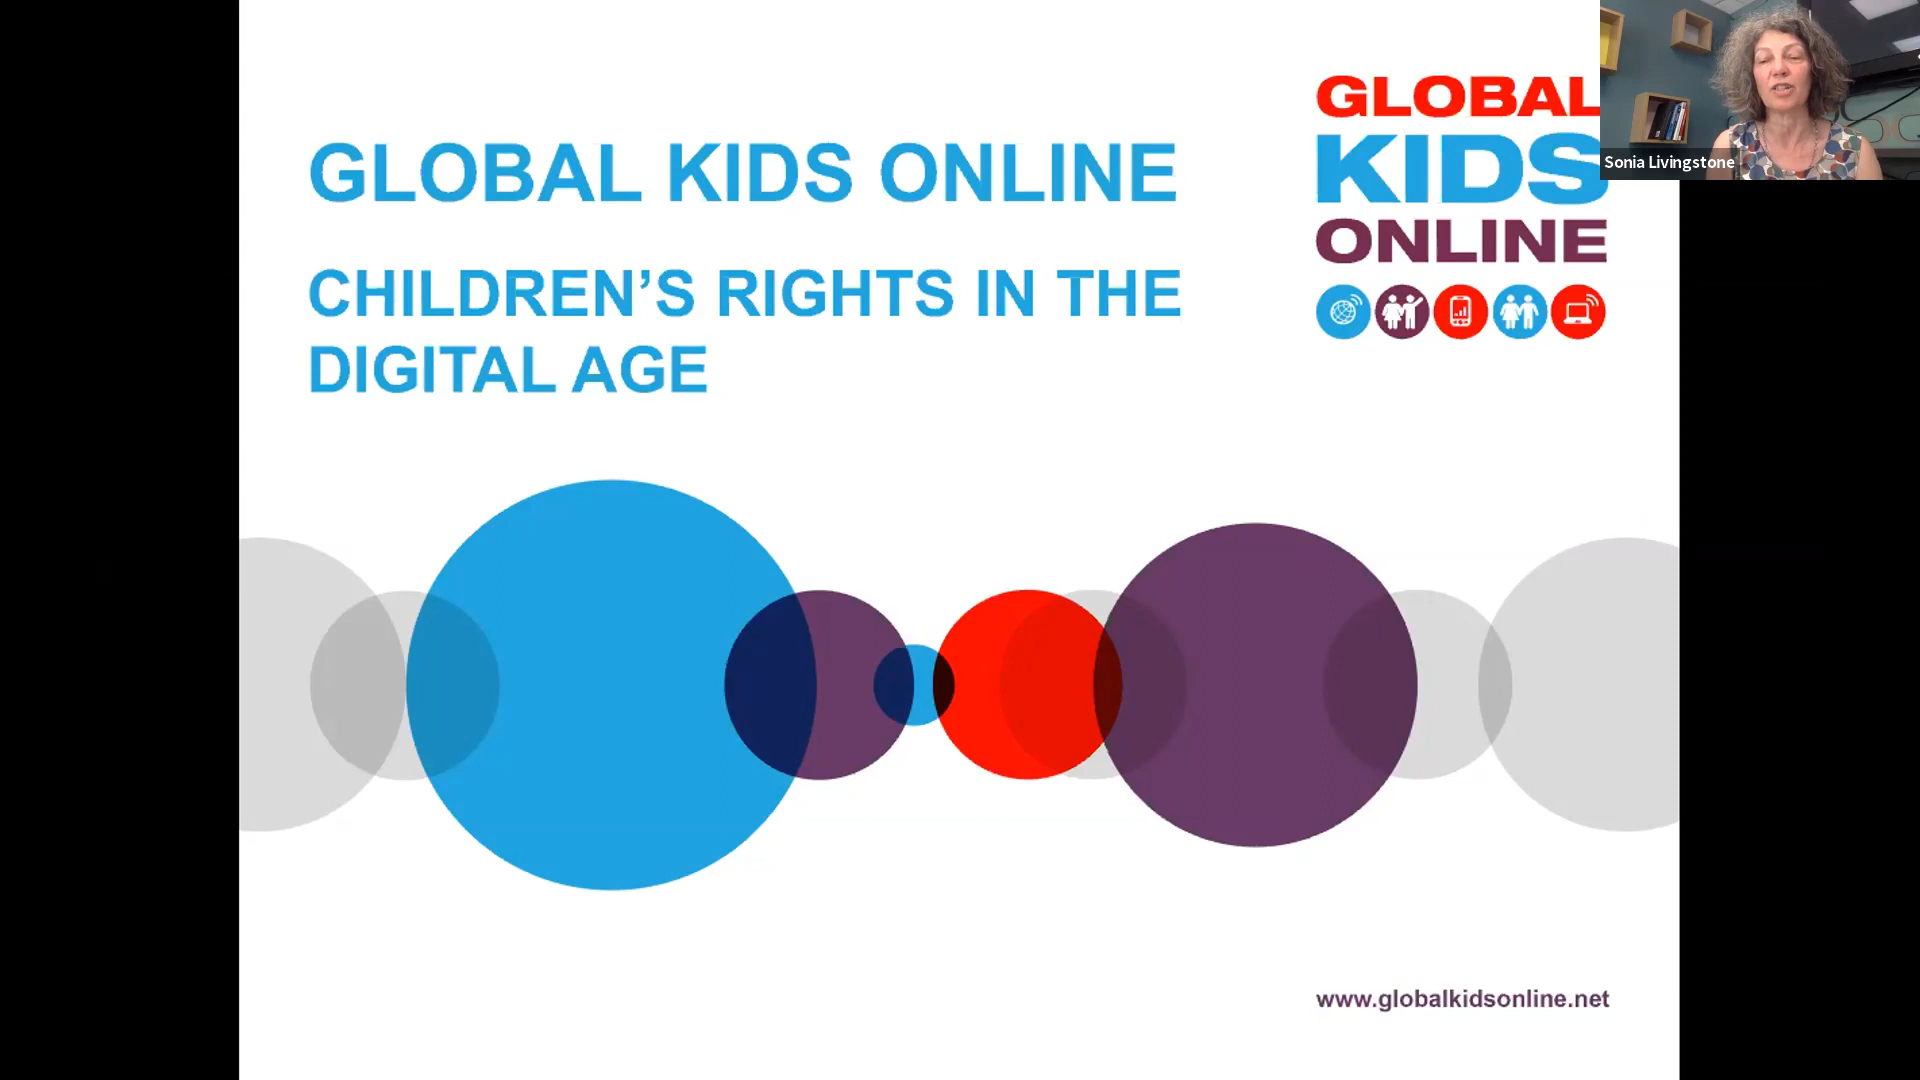 GLOBAL KIDS ONLINE
CHILDREN’S RIGHTS IN THE
DIGITAL AGE
GLOBAL
KIDS
ONLINE
Sonia Livingstone
www.globalkidsonline.net